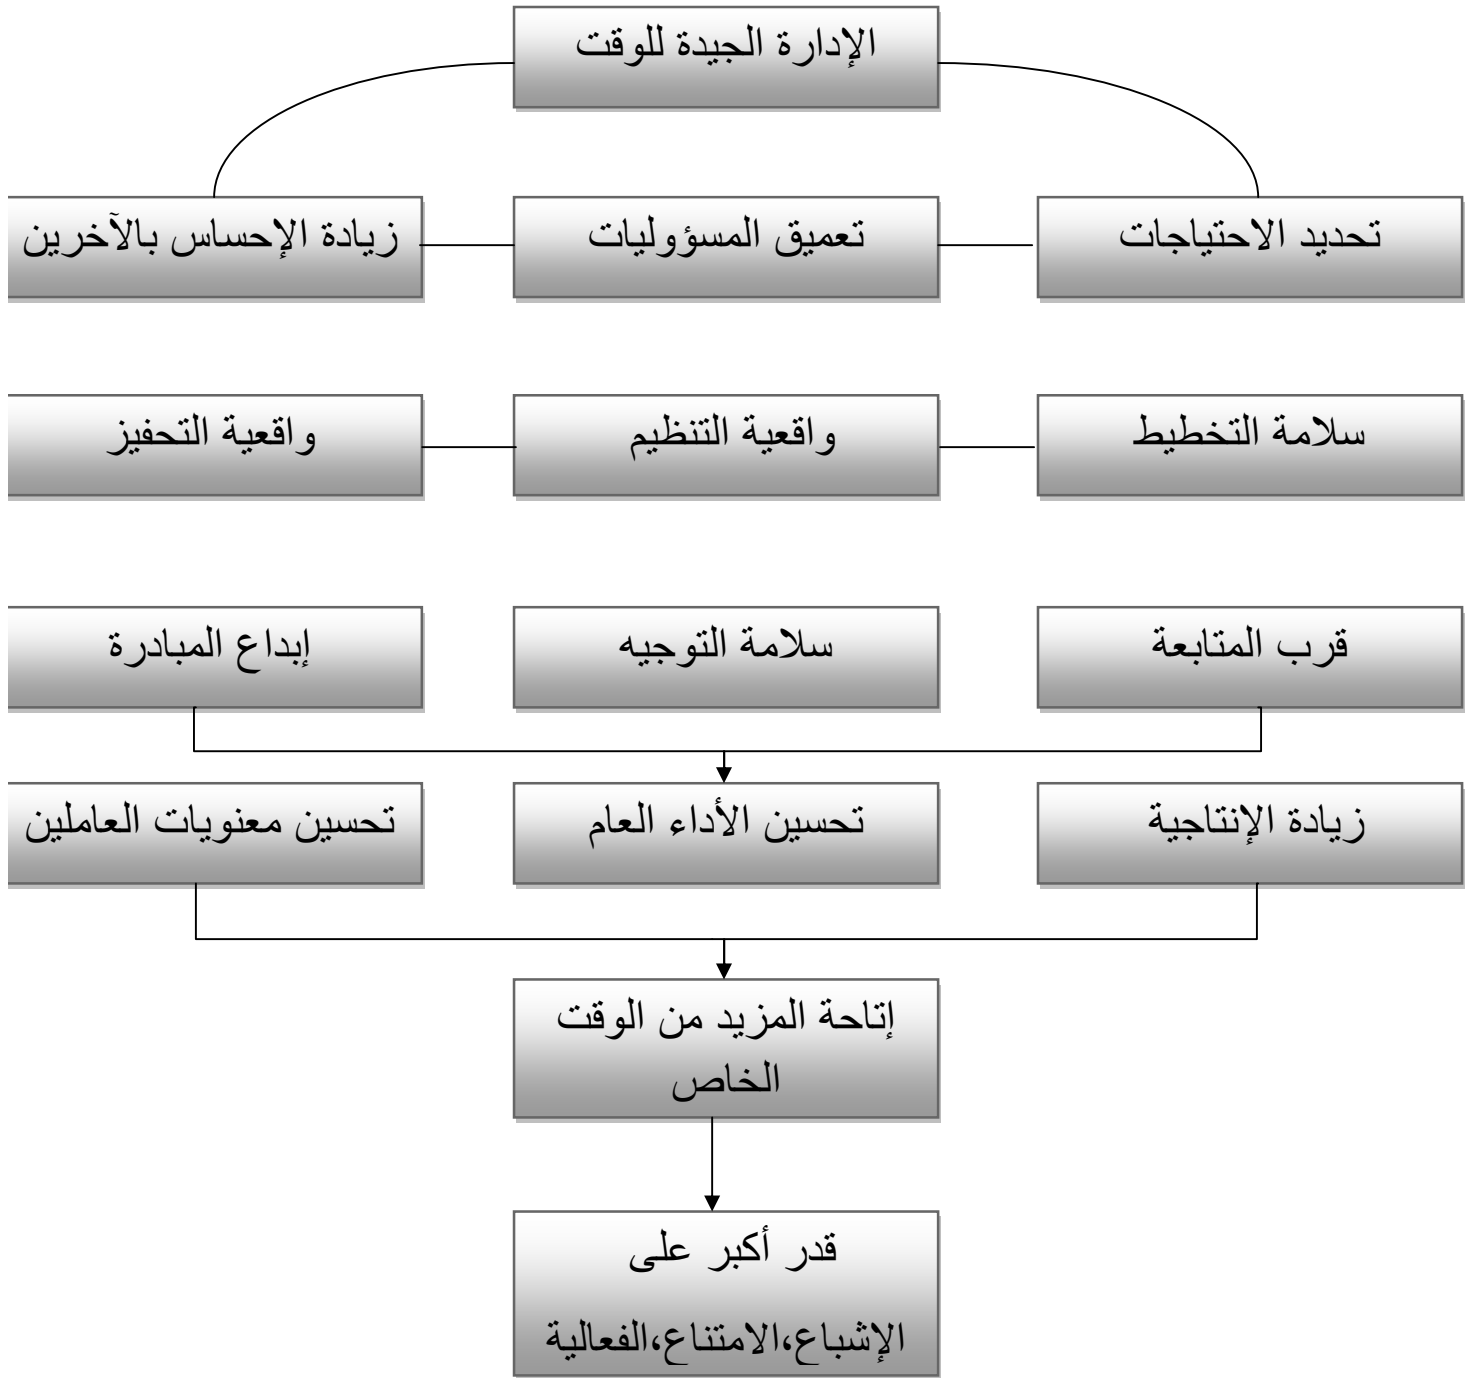 الإدارة الجيدة للوقت
تحديد الاحتياجات
تعميق المسؤوليات
زيادة الإحساس بالآخرين
سلامة التخطيط
واقعية التنظيم
واقعية التحفيز
قرب المتابعة
سلامة التوجيه
إبداع المبادرة
زيادة الإنتاجية
تحسين الأداء العام
تحسين معنويات العاملين
إتاحة المزيد من الوقت
الخاص
قدر أكبر على
الإشباع،الامتناع،الفعالية